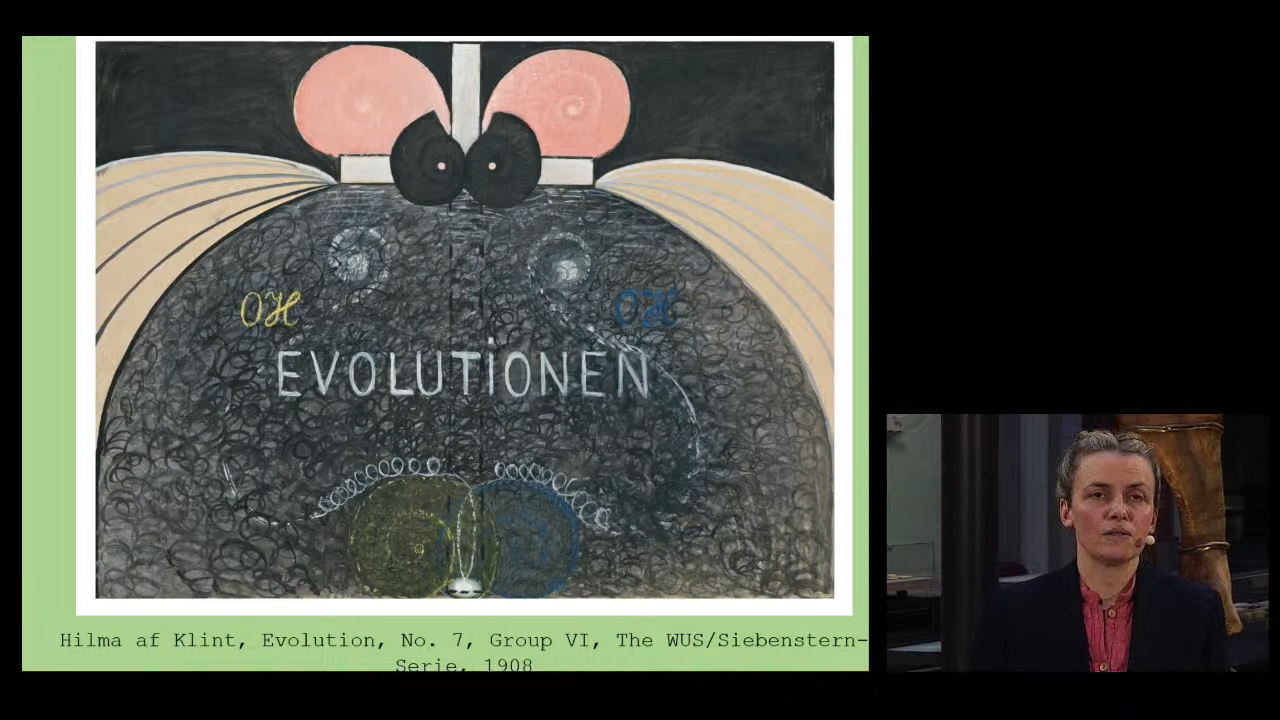 OH OH
EVOLUTIONEN
Hilma af Klint, Evolution, No. 7, Group VI, The WUS/Siebenstern-
Serie, 1908